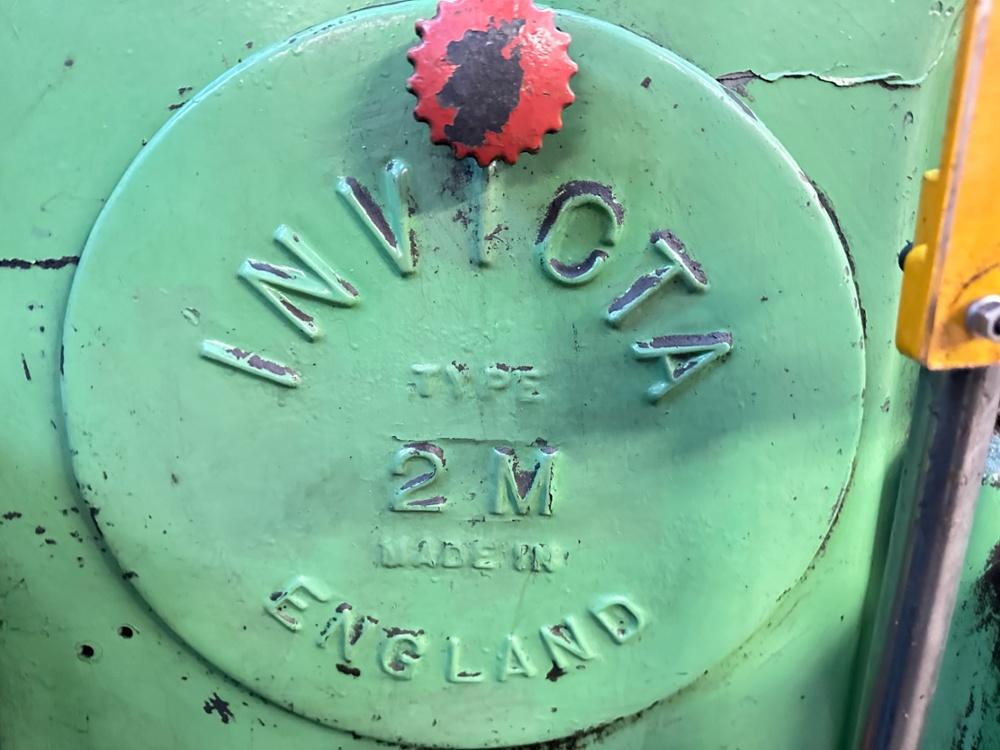 INVICTA
TYPE
2 M
MADE IN
ENGLAND